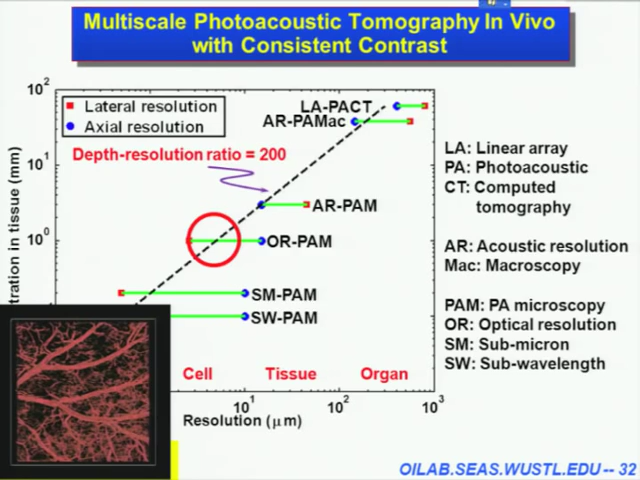 Multiscale Photoacoustic Tomography In Vivo
with Consistent Contrast
10²
Lateral resolution
Axial resolution
LA-PACT
AR-PAMac
Depth-resolution ratio = 200
10¹
AR-PAM
10⁰
OR-PAM
SM-PAM
SW-PAM
Cell Tissue Organ
10¹ 10² 10³
Resolution (μm)
tration in tissue (mm)
LA: Linear array
PA: Photoacoustic
CT: Computed
tomography
AR: Acoustic resolution
Mac: Macroscopy
PAM: PA microscopy
OR: Optical resolution
SM: Sub-micron
SW: Sub-wavelength
OILAB.SEAS.WUSTL.EDU -- 32